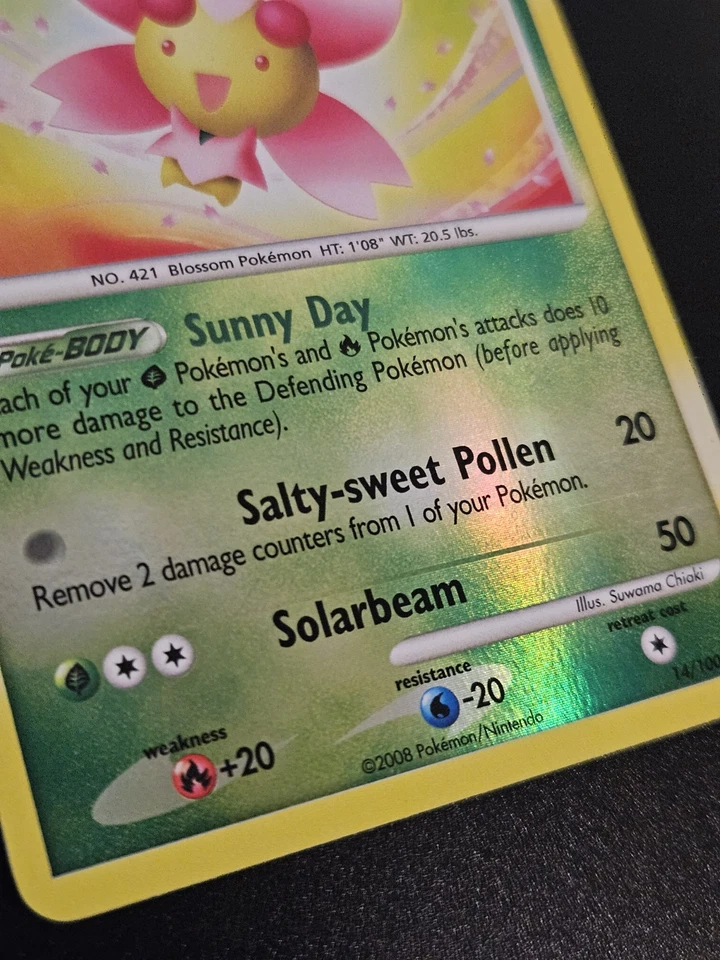 NO. 421 Blossom Pokémon HT: 1'08" WT: 20.5 lbs.
Poké-BODY Sunny Day
ach of your Pokémon's and Pokémon's attacks does 10
more damage to the Defending Pokémon (before applying
Weakness and Resistance).
Salty-sweet Pollen 20
Remove 2 damage counters from 1 of your Pokémon.
Solarbeam 50
Illus. Suwama Chiaki
weakness
+20
resistance
-20
retreat cost
14/100
©2008 Pokémon/Nintendo